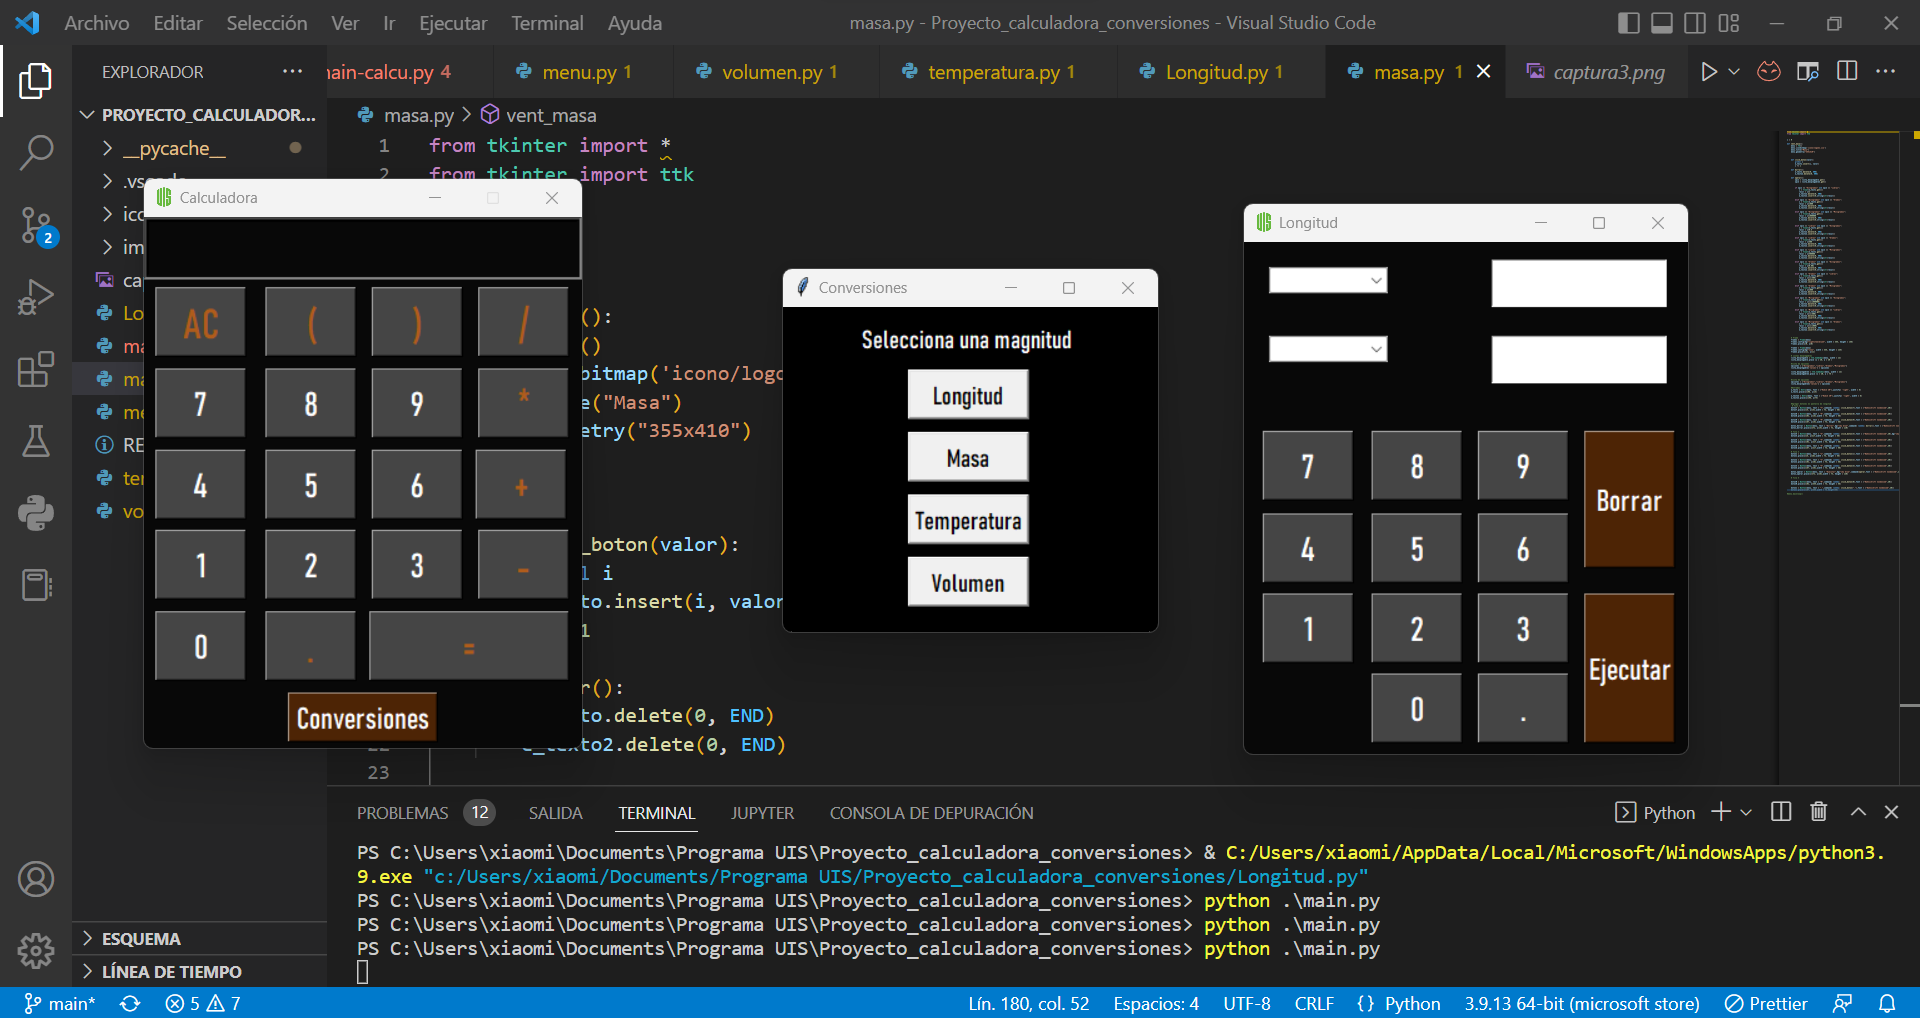 Archivo Editar Selección Ver Ir Ejecutar Terminal Ayuda
masa.py - Proyecto_calculadora_conversiones - Visual Studio Code
EXPLORADOR
main-calcu.py 4
menu.py 1
volumen.py 1
temperatura.py 1
Longitud.py 1
masa.py 1
captura3.png
PROYECTO_CALCULADOR...
__pycache__
.vscode
ico
im
ca
Lo
ma
ma
me
RE
te
vo
2
masa.py > vent_masa
1 from tkinter import *
2 from tkinter import ttk
():
()
bitmap('icono/logo
e("Masa")
etry("355x410")
_boton(valor):
l i
to.insert(i, valor
1
r():
to.delete(0, END)
22 e_texto2.delete(0, END)
23
Calculadora
AC ( ) /
7 8 9 *
4 5 6 +
1 2 3 -
0 . =
Conversiones
Conversiones
Selecciona una magnitud
Longitud
Masa
Temperatura
Volumen
Longitud
7 8 9
Borrar
4 5 6
1 2 3
Ejecutar
0 .
PROBLEMAS 12 SALIDA TERMINAL JUPYTER CONSOLA DE DEPURACIÓN
Python
PS C:\Users\xiaomi\Documents\Programa UIS\Proyecto_calculadora_conversiones> & C:/Users/xiaomi/AppData/Local/Microsoft/WindowsApps/python3.
9.exe "c:/Users/xiaomi/Documents/Programa UIS/Proyecto_calculadora_conversiones/Longitud.py"
PS C:\Users\xiaomi\Documents\Programa UIS\Proyecto_calculadora_conversiones> python .\main.py
PS C:\Users\xiaomi\Documents\Programa UIS\Proyecto_calculadora_conversiones> python .\main.py
PS C:\Users\xiaomi\Documents\Programa UIS\Proyecto_calculadora_conversiones> python .\main.py
ESQUEMA
LÍNEA DE TIEMPO
main* 5 7
Lín. 180, col. 52 Espacios: 4 UTF-8 CRLF {} Python 3.9.13 64-bit (microsoft store) Prettier